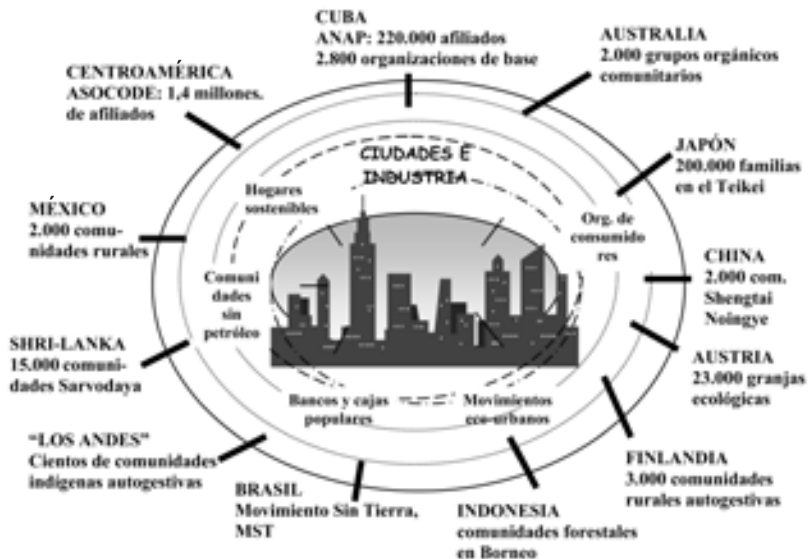 CUBA
ANAP: 220.000 afiliados
2.800 organizaciones de base
AUSTRALIA
2.000 grupos orgánicos
comunitarios
CENTROAMÉRICA
ASOCODE: 1,4 millones.
de afiliados
JAPÓN
200.000 familias
en el Teikei
CIUDADES E
INDUSTRIA
Hogares
sostenibles
MÉXICO
2.000 comu-
nidades rurales
Org. de
consumido
res
CHINA
2.000 com.
Shengtai
Noingye
Comuni
dades
sin
petróleo
SHRI-LANKA
15.000 comuni-
dades Sarvodaya
AUSTRIA
23.000 granjas
ecológicas
Bancos y cajas
populares
Movimientos
eco-urbanos
"LOS ANDES"
Cientos de comunidades
indígenas autogestivas
FINLANDIA
3.000 comunidades
rurales autogestivas
BRASIL
Movimiento Sin Tierra,
MST
INDONESIA
comunidades forestales
en Borneo